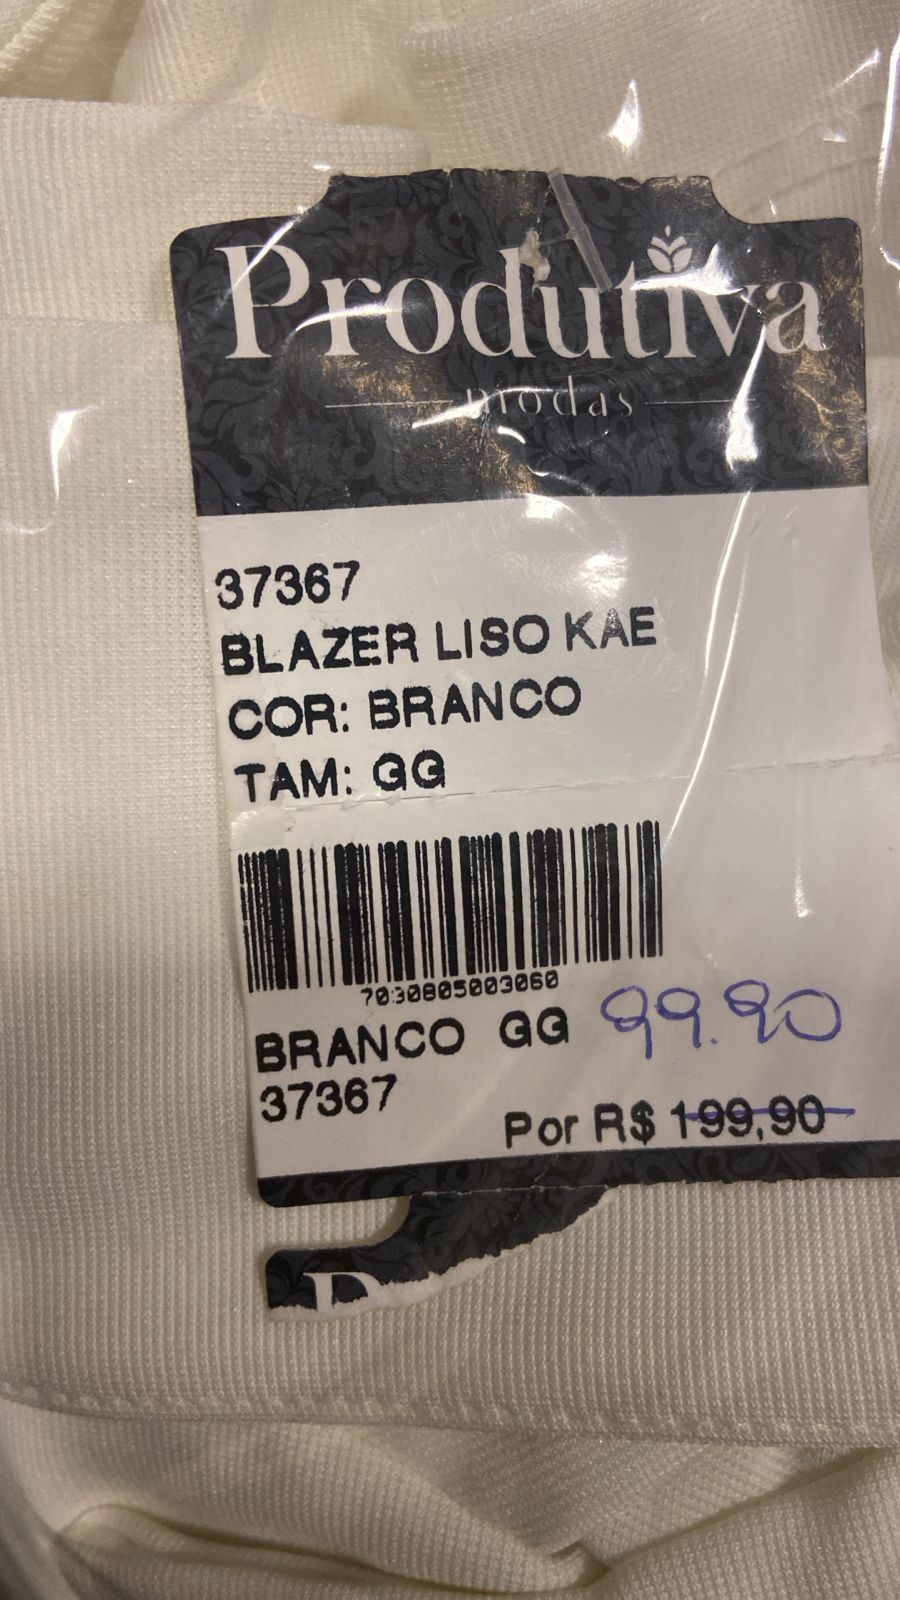 Produtiva
modas
37367
BLAZER LISO KAE
COR: BRANCO
TAM: GG
7030805003060
BRANCO GG 99.90
37367
Por R$ 199,90